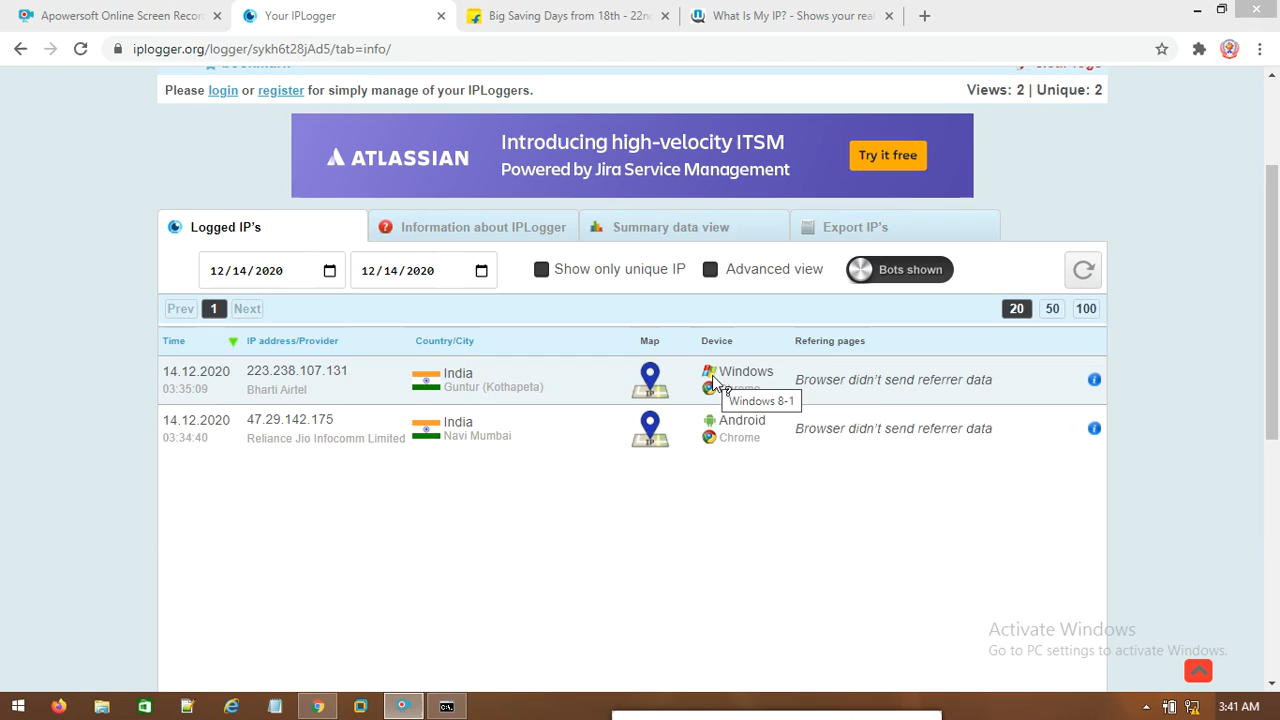 Apowersoft Online Screen Recor
Your IPLogger
Big Saving Days from 18th - 22n
What Is My IP? - Shows your real
iplogger.org/logger/sykh6t28jAd5/tab=info/
Please login or register for simply manage of your IPLoggers.
Views: 2 | Unique: 2
ATLASSIAN
Introducing high-velocity ITSM
Powered by Jira Service Management
Try it free
Logged IP's
Information about IPLogger
Summary data view
Export IP's
12/14/2020
12/14/2020
Show only unique IP
Advanced view
Bots shown
Prev 1 Next
20 50 100
Time IP address/Provider Country/City Map Device Refering pages
14.12.2020 223.238.107.131 India Windows Browser didn't send referrer data
03:35:09 Bharti Airtel Guntur (Kothapeta)
Windows 8-1
14.12.2020 47.29.142.175 India Android Browser didn't send referrer data
03:34:40 Reliance Jio Infocomm Limited Navi Mumbai Chrome
Activate Windows
Go to PC settings to activate Windows.
3:41 AM